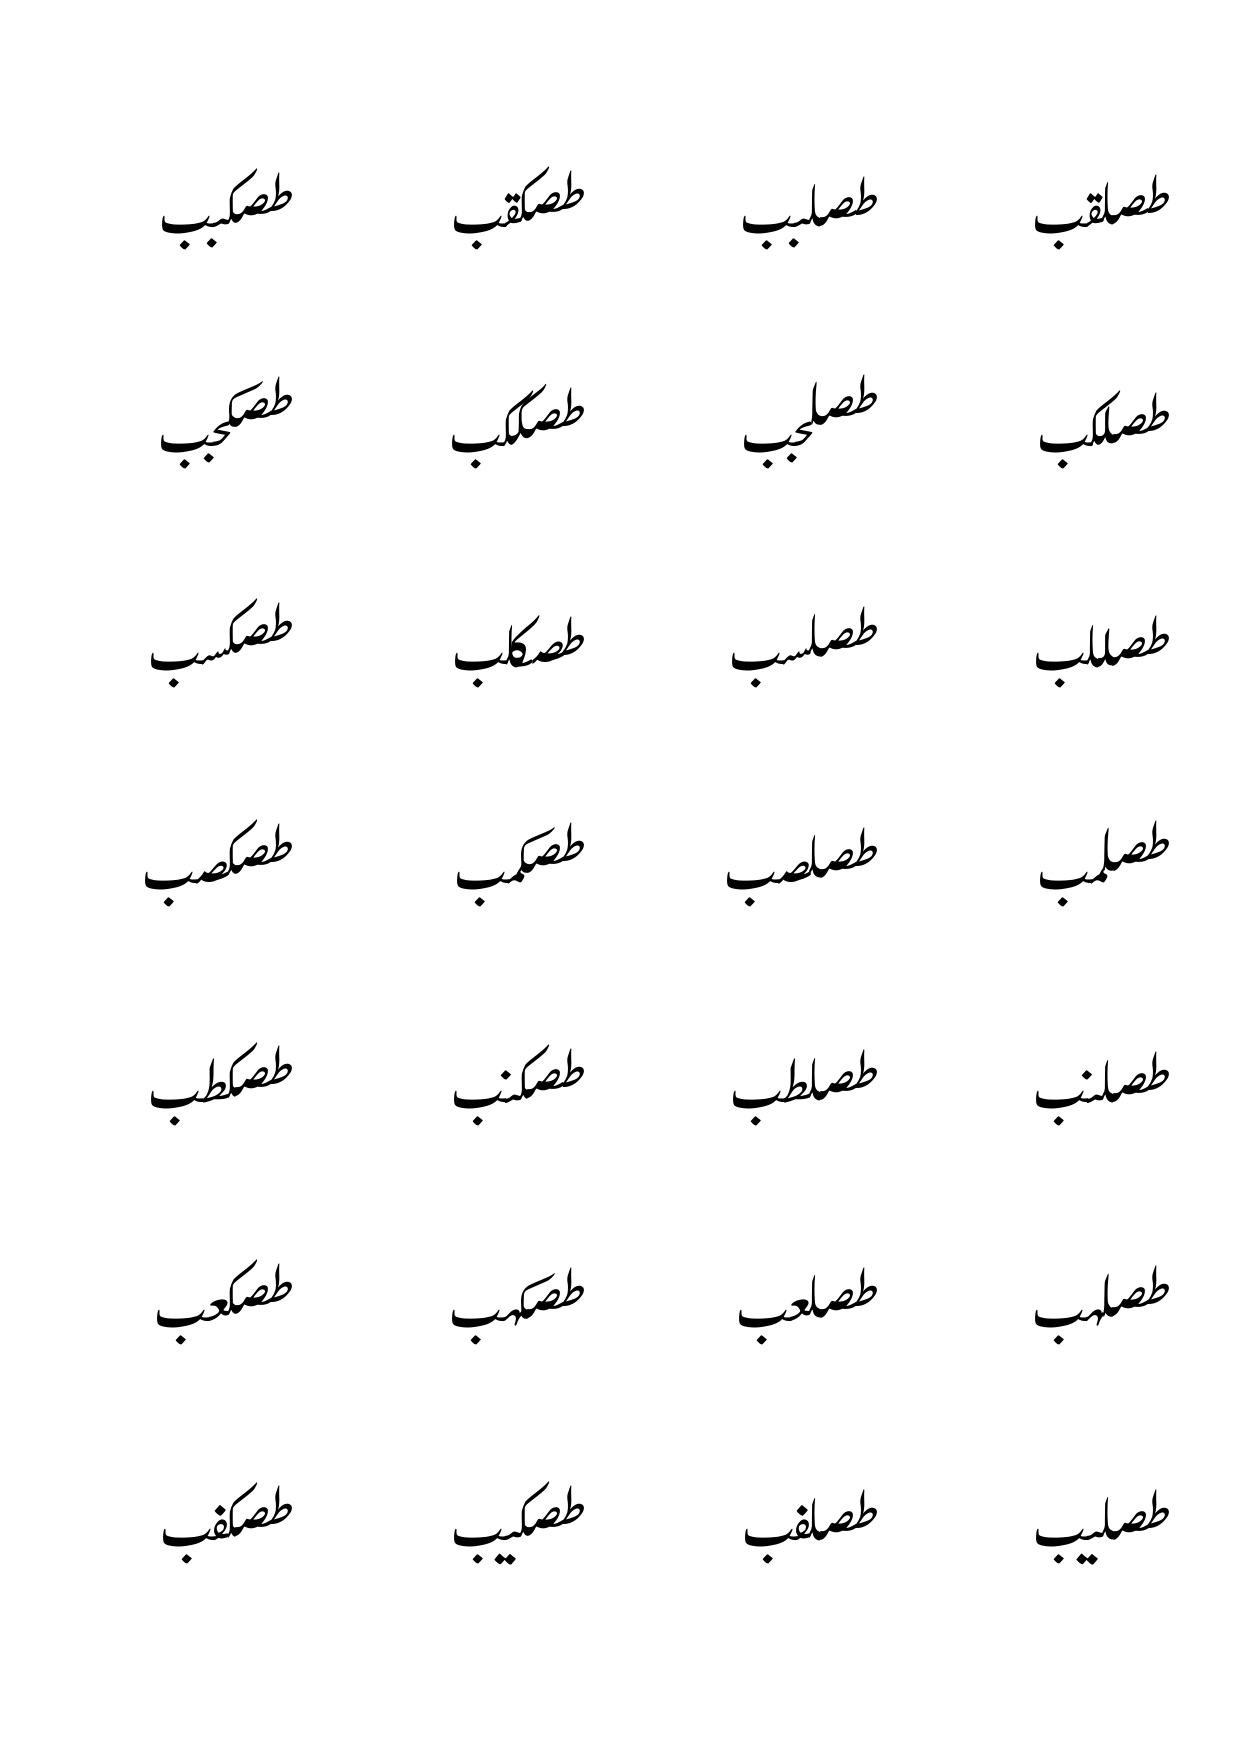 طصلقب طصلبب طصكقب طصكبب
طصلكب طصلجب طصككب طصكجب
طصللب طصلسب طصكلب طصكسب
طصلمب طصلصب طصكمب طصكصب
طصلنب طصلطب طصكنب طصكطب
طصلهب طصلعب طصكهب طصكعب
طصليب طصلفب طصكيب طصكفب